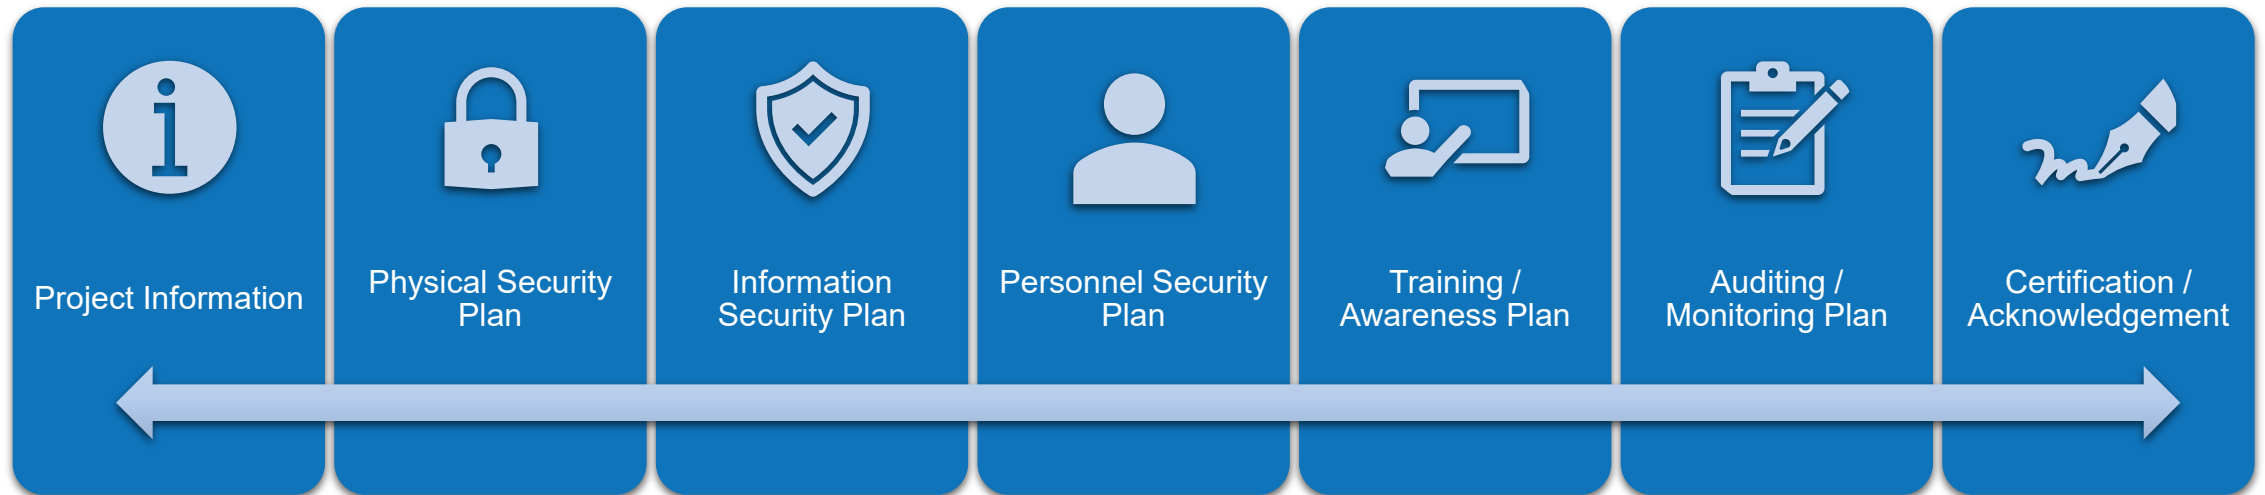 Project Information
Physical Security
Plan
Information
Security Plan
Personnel Security
Plan
Training /
Awareness Plan
Auditing /
Monitoring Plan
Certification /
Acknowledgement